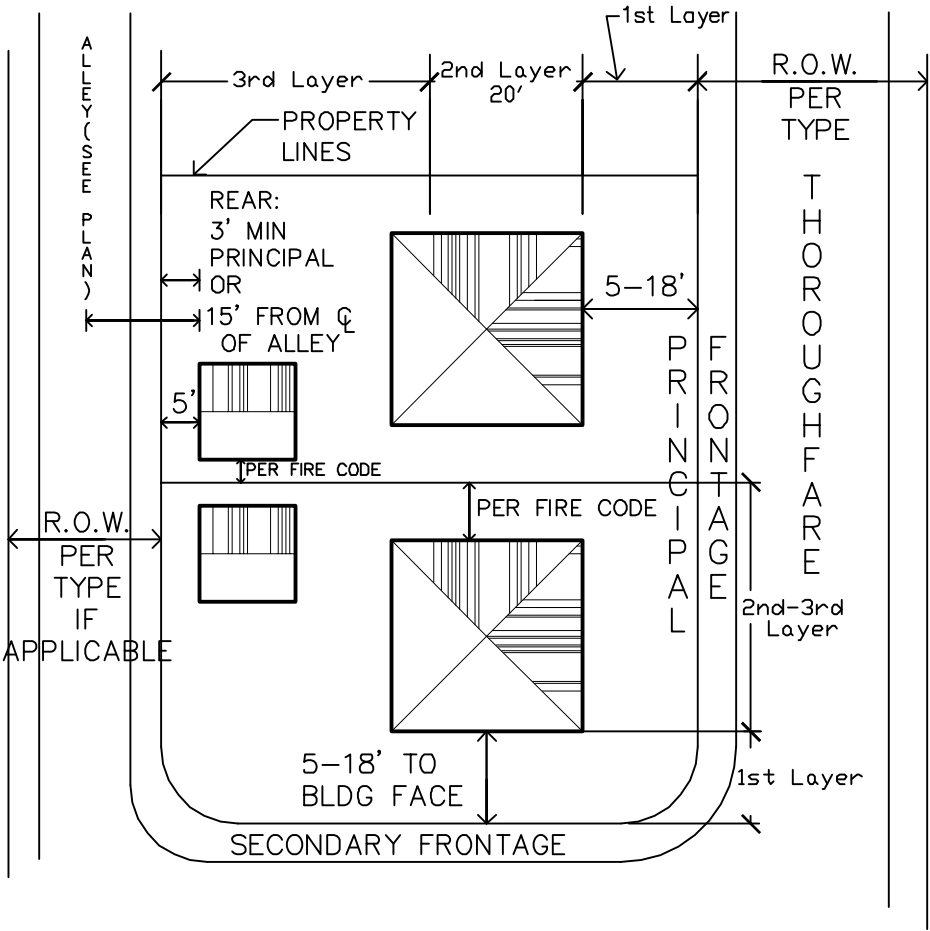 1st Layer
3rd Layer
2nd Layer
20'
R.O.W.
PER
TYPE
ALLEY(SEE PLAN)
PROPERTY
LINES
REAR:
3' MIN
PRINCIPAL
OR
15' FROM ℄
OF ALLEY
5-18'
5'
PER FIRE CODE
PRINCIPAL
FRONTAGE
THOROUGHFARE
PER FIRE CODE
R.O.W.
PER
TYPE
IF
APPLICABLE
2nd-3rd
Layer
5-18' TO
BLDG FACE
1st Layer
SECONDARY FRONTAGE